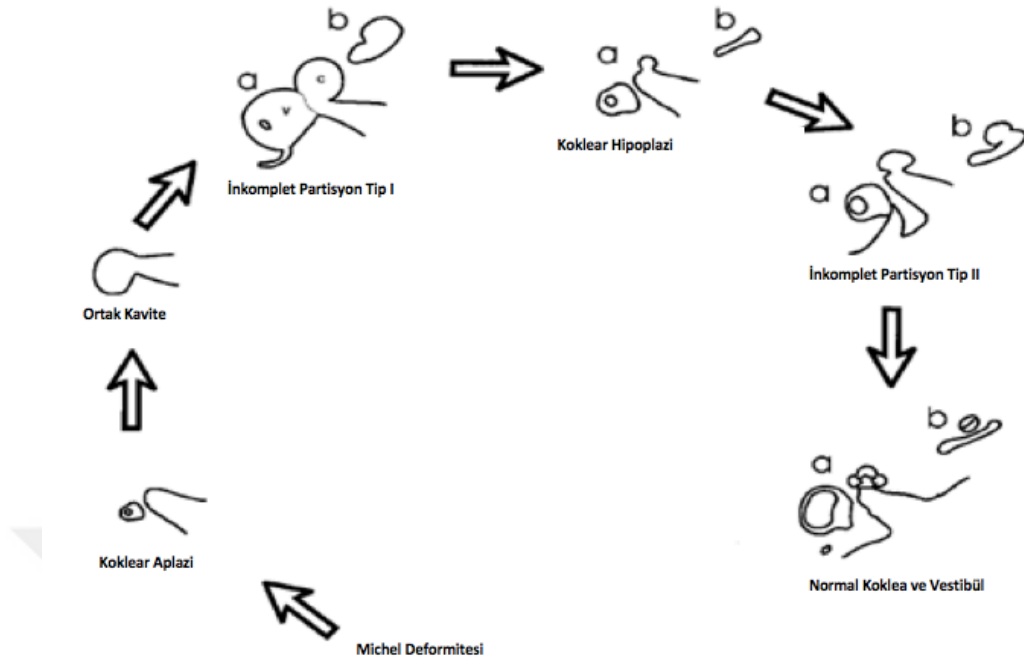 b
a
c
v
İnkomplet Partisyon Tip I
b
a
Koklear Hipoplazi
b
a
İnkomplet Partisyon Tip II
Ortak Kavite
b
a
Normal Koklea ve Vestibül
Koklear Aplazi
Michel Deformitesi